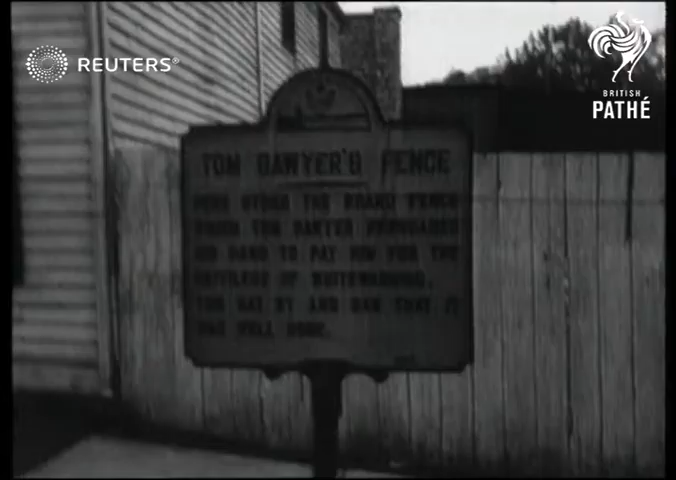 REUTERS®
BRITISH
PATHÉ
TOM SAWYER'S FENCE
HERE STOOD THE BOARD FENCE
WHICH TOM SAWYER PERSUADED
HIS GANG TO PAY HIM FOR THE
PRIVILEGE OF WHITEWASHING.
TOM SAT BY AND SAW THAT IT
WAS WELL DONE.